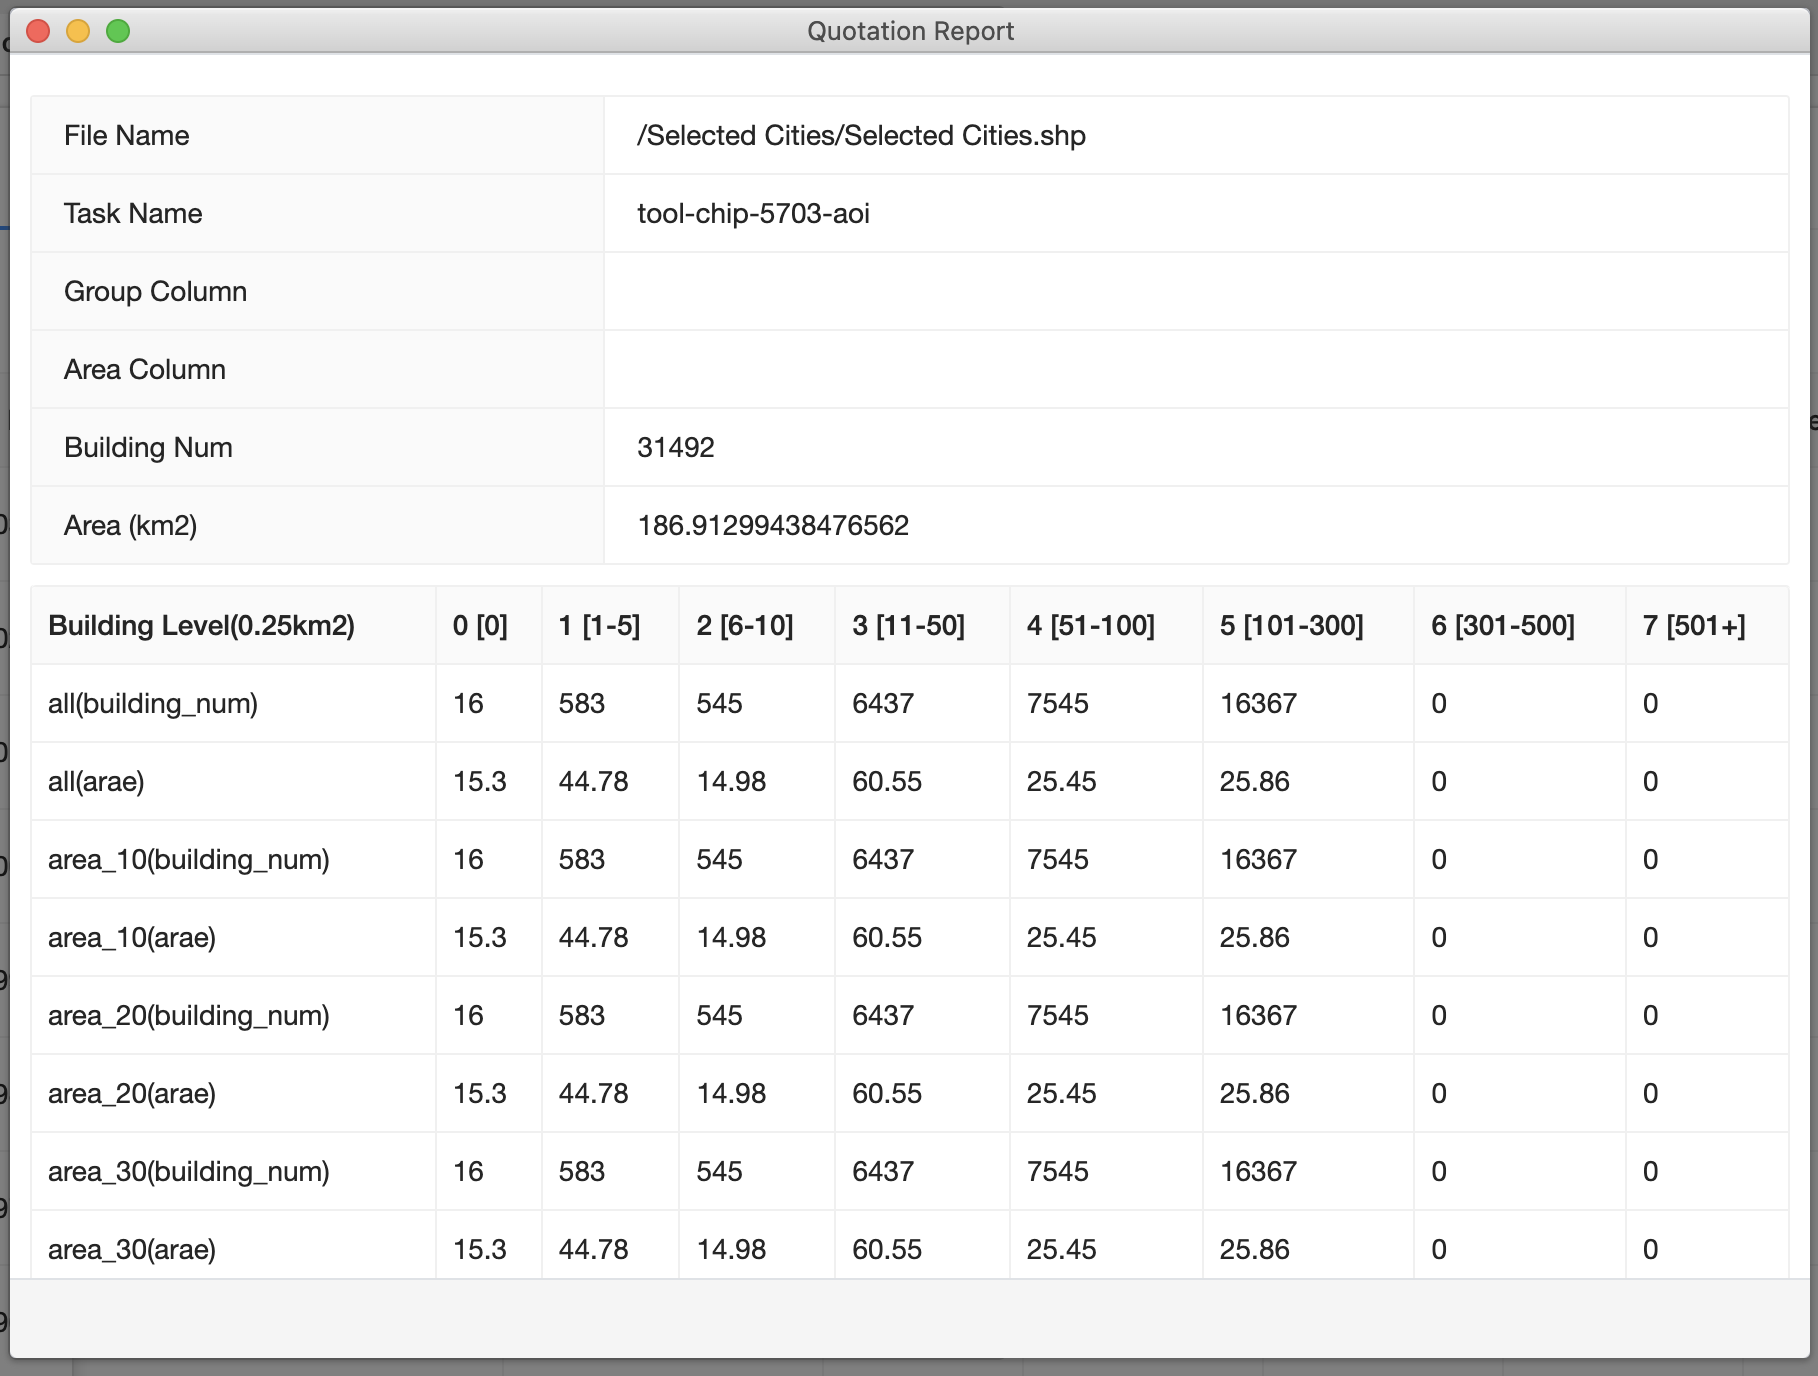 Quotation Report
File Name /Selected Cities/Selected Cities.shp
Task Name tool-chip-5703-aoi
Group Column
Area Column
Building Num 31492
Area (km2) 186.91299438476562
Building Level(0.25km2) 0 [0] 1 [1-5] 2 [6-10] 3 [11-50] 4 [51-100] 5 [101-300] 6 [301-500] 7 [501+]
all(building_num) 16 583 545 6437 7545 16367 0 0
all(arae) 15.3 44.78 14.98 60.55 25.45 25.86 0 0
area_10(building_num) 16 583 545 6437 7545 16367 0 0
area_10(arae) 15.3 44.78 14.98 60.55 25.45 25.86 0 0
area_20(building_num) 16 583 545 6437 7545 16367 0 0
area_20(arae) 15.3 44.78 14.98 60.55 25.45 25.86 0 0
area_30(building_num) 16 583 545 6437 7545 16367 0 0
area_30(arae) 15.3 44.78 14.98 60.55 25.45 25.86 0 0